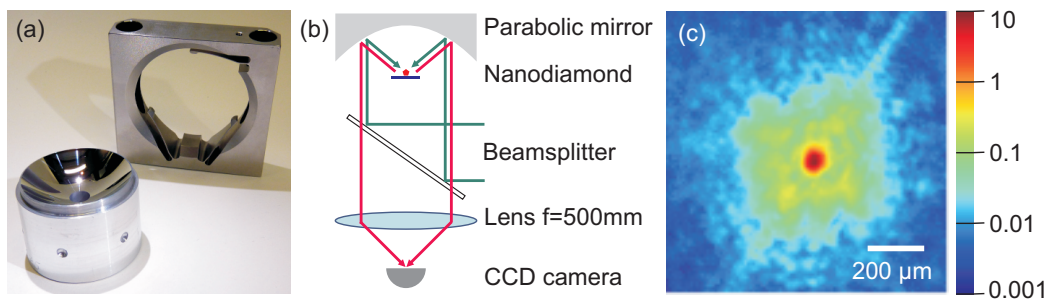 (a)
(b)
Parabolic mirror
Nanodiamond
Beamsplitter
Lens f=500mm
CCD camera
(c)
200 µm
10
1
0.1
0.01
0.001